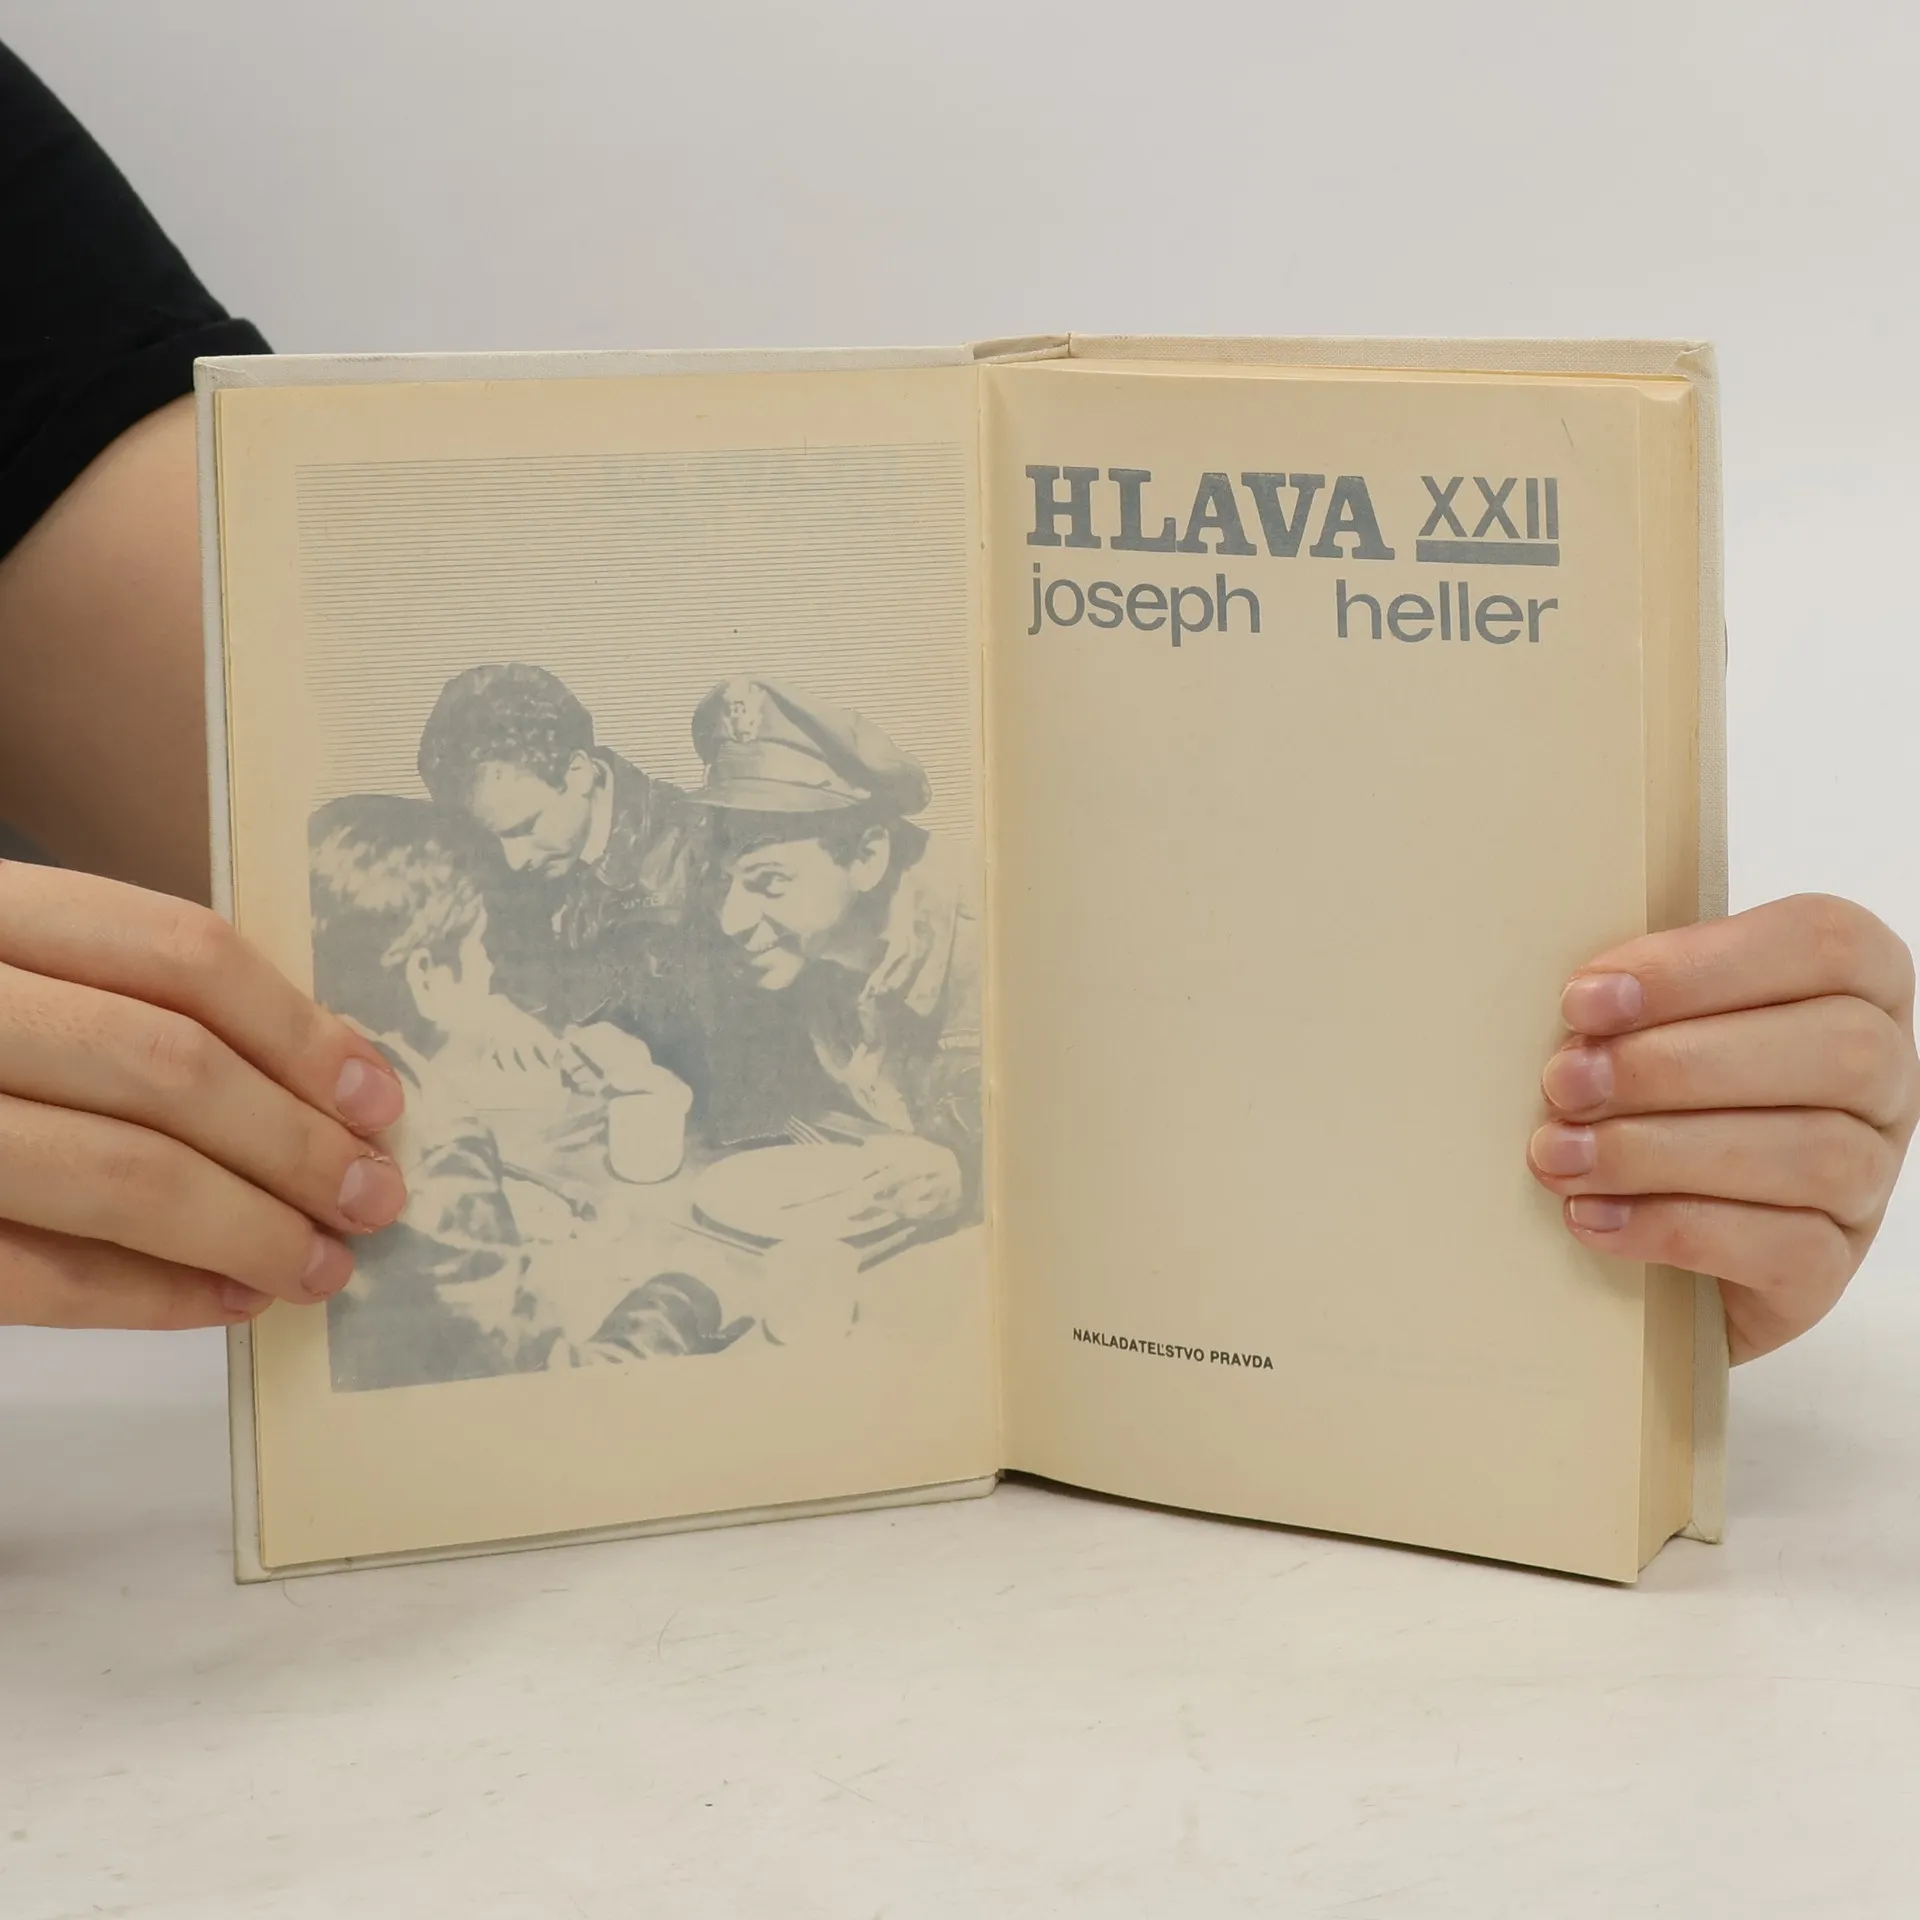 HLAVA XXII
joseph heller
NAKLADATEĽSTVO PRAVDA